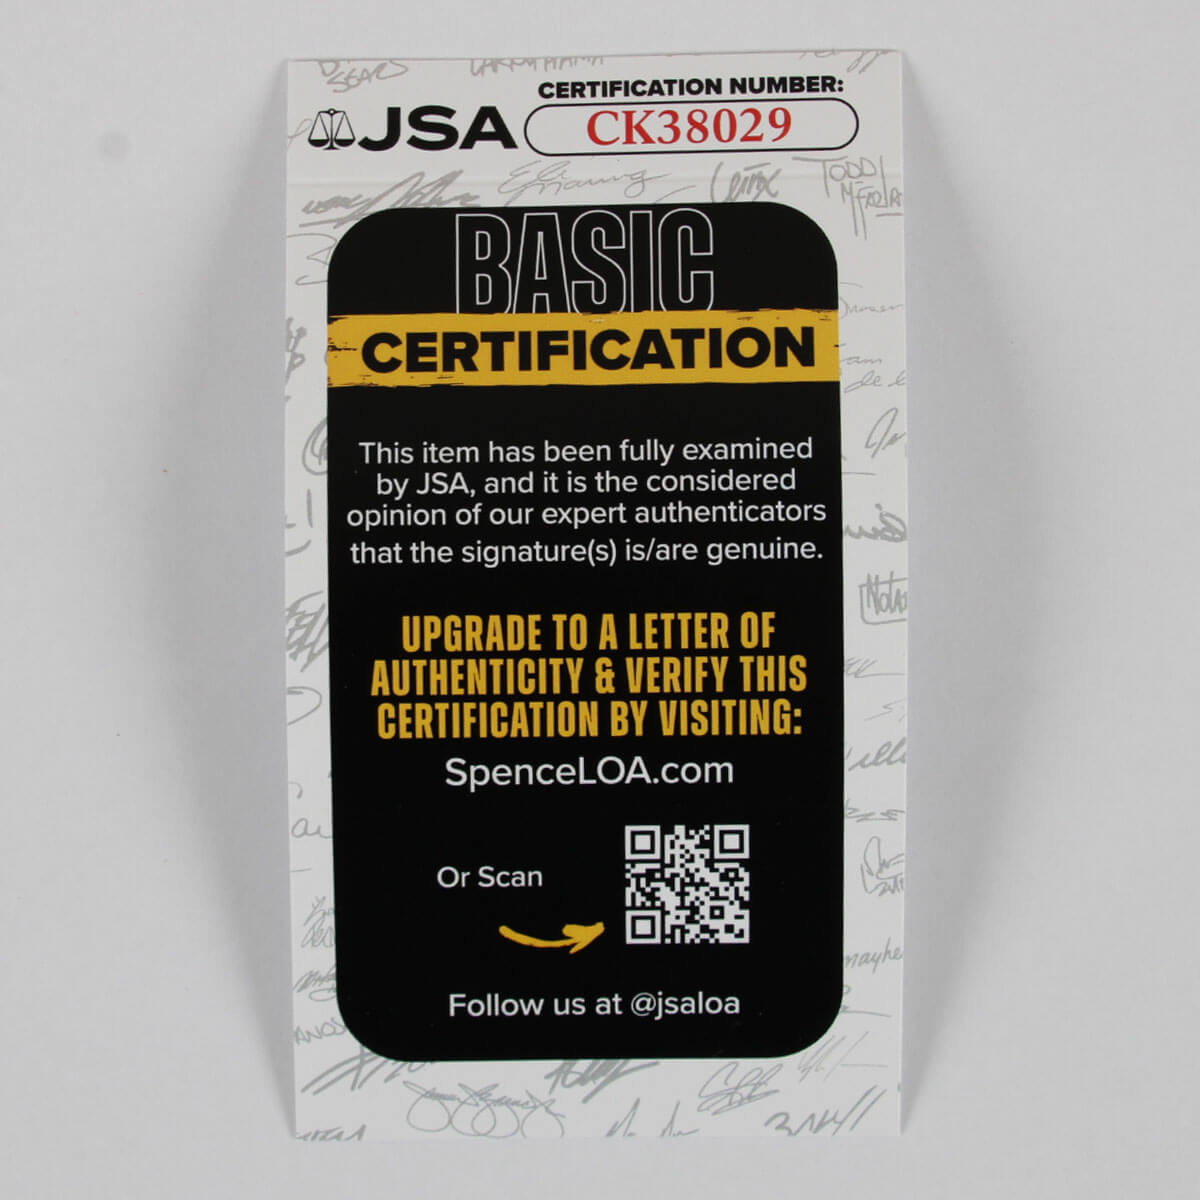 CERTIFICATION NUMBER:
JSA CK38029
BASIC
CERTIFICATION
This item has been fully examined
by JSA, and it is the considered
opinion of our expert authenticators
that the signature(s) is/are genuine.
UPGRADE TO A LETTER OF
AUTHENTICITY & VERIFY THIS
CERTIFICATION BY VISITING:
SpenceLOA.com
Or Scan
Follow us at @jsaloa